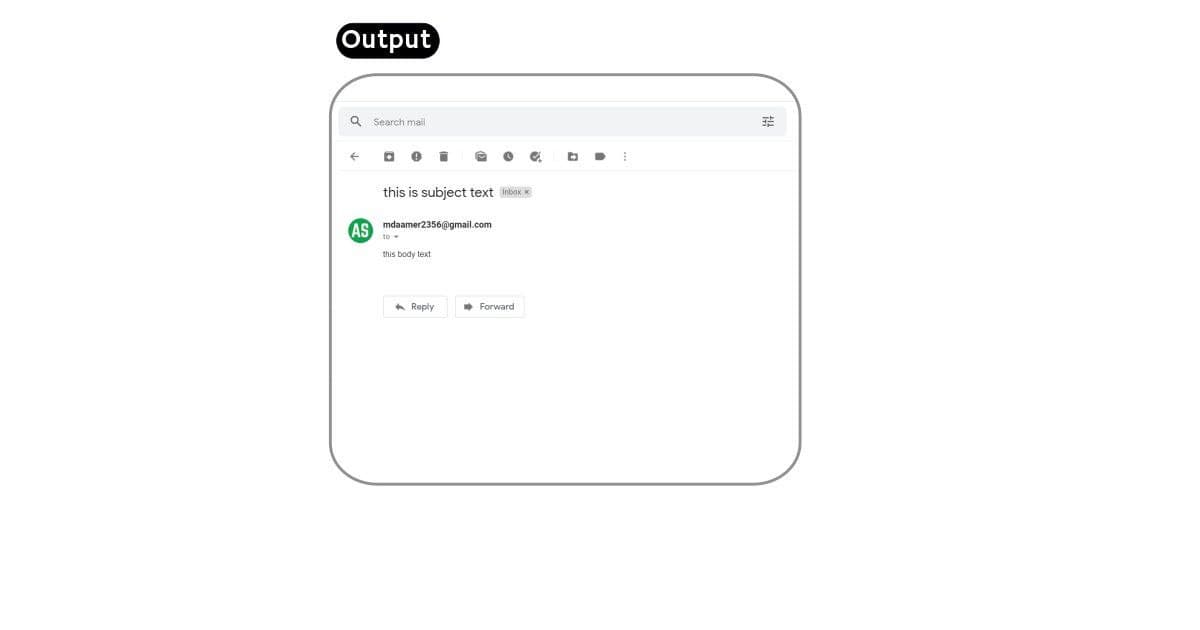 Output
Search mail
this is subject text Inbox ×
AS mdaamer2356@gmail.com
to
this body text
Reply Forward